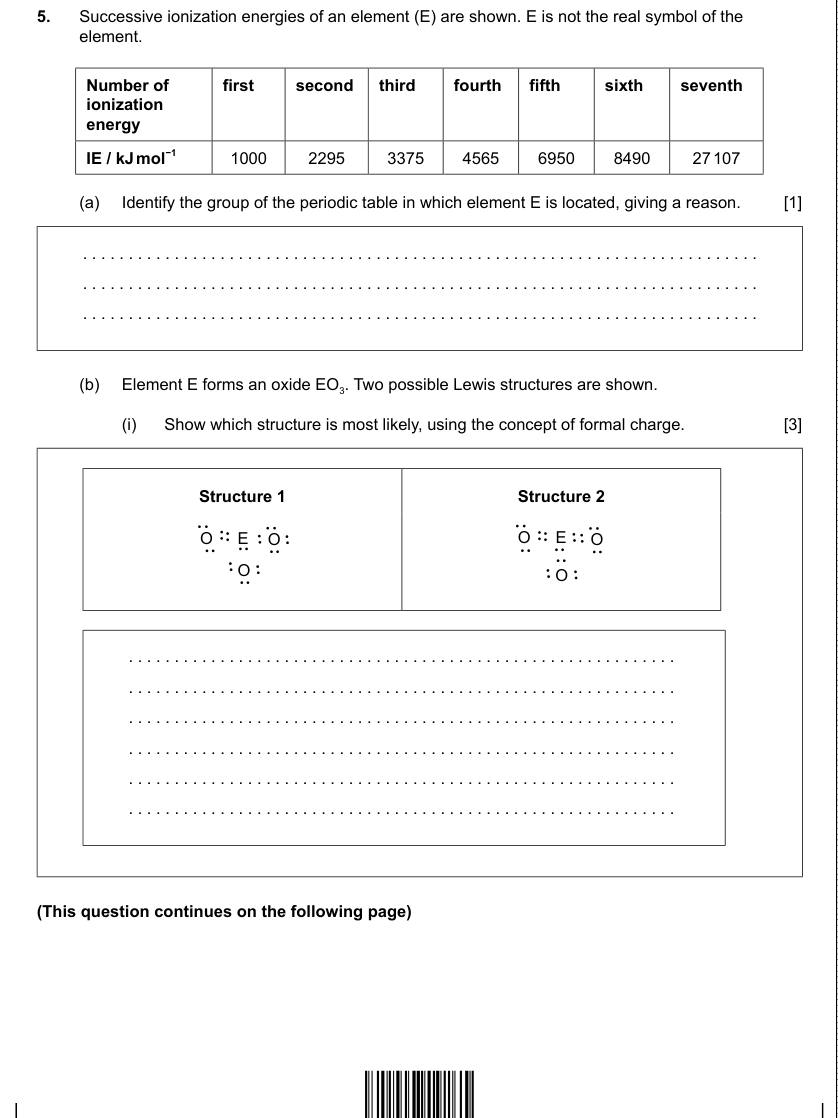 5. Successive ionization energies of an element (E) are shown. E is not the real symbol of the
element.
Number of ionization energy first second third fourth fifth sixth seventh
IE / kJ mol⁻¹ 1000 2295 3375 4565 6950 8490 27 107
(a) Identify the group of the periodic table in which element E is located, giving a reason. [1]
(b) Element E forms an oxide EO₃. Two possible Lewis structures are shown.
(i) Show which structure is most likely, using the concept of formal charge. [3]
Structure 1 Structure 2
O E O O E O
O O
(This question continues on the following page)